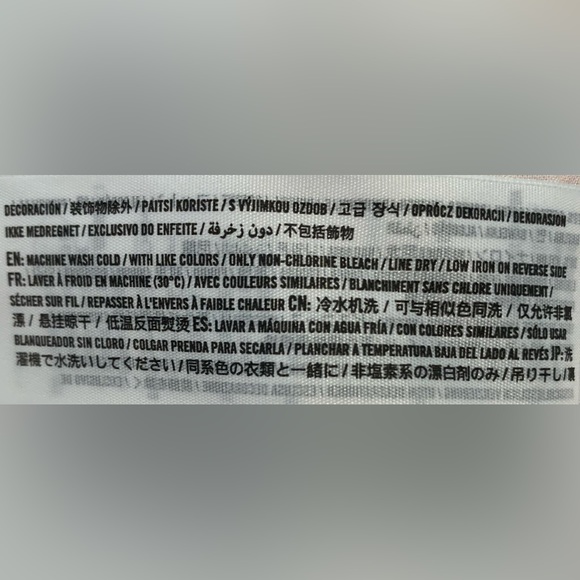 DECORACIÓN / 装饰物除外 / PAITSI KORISTE / S VÝJIMKOU OZDOB / 고급 장식 / OPRÓCZ DEKORACJI / DEKORASJON
IKKE MEDREGNET / EXCLUSIVO DO ENFEITE / دون زخرفة / 不包括飾物
EN: MACHINE WASH COLD / WITH LIKE COLORS / ONLY NON-CHLORINE BLEACH / LINE DRY / LOW IRON ON REVERSE SIDE
FR: LAVER À FROID EN MACHINE (30°C) / AVEC COULEURS SIMILAIRES / BLANCHIMENT SANS CHLORE UNIQUEMENT /
SÉCHER SUR FIL / REPASSER À L'ENVERS À FAIBLE CHALEUR CN: 冷水机洗 / 可与相似色同洗 / 仅允许非氯
漂 / 悬挂晾干 / 低温反面熨烫 ES: LAVAR A MÁQUINA CON AGUA FRÍA / CON COLORES SIMILARES / SÓLO USAR
BLANQUEADOR SIN CLORO / COLGAR PRENDA PARA SECARLA / PLANCHAR A TEMPERATURA BAJA DEL LADO AL REVÉS JP: 洗
濯機で水洗いしてください / 同系色の衣類と一緒に / 非塩素系の漂白剤のみ / 吊り干し /